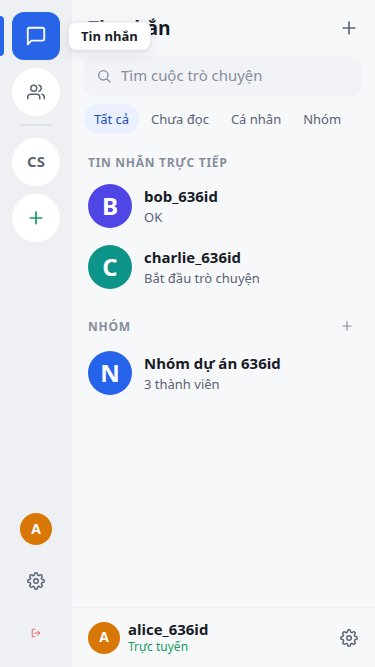 Tin nhắn
Tìm cuộc trò chuyện
Tất cả
Chưa đọc
Cá nhân
Nhóm
CS
TIN NHẮN TRỰC TIẾP
B
bob_636id
OK
C
charlie_636id
Bắt đầu trò chuyện
NHÓM
N
Nhóm dự án 636id
3 thành viên
A
A
alice_636id
Trực tuyến